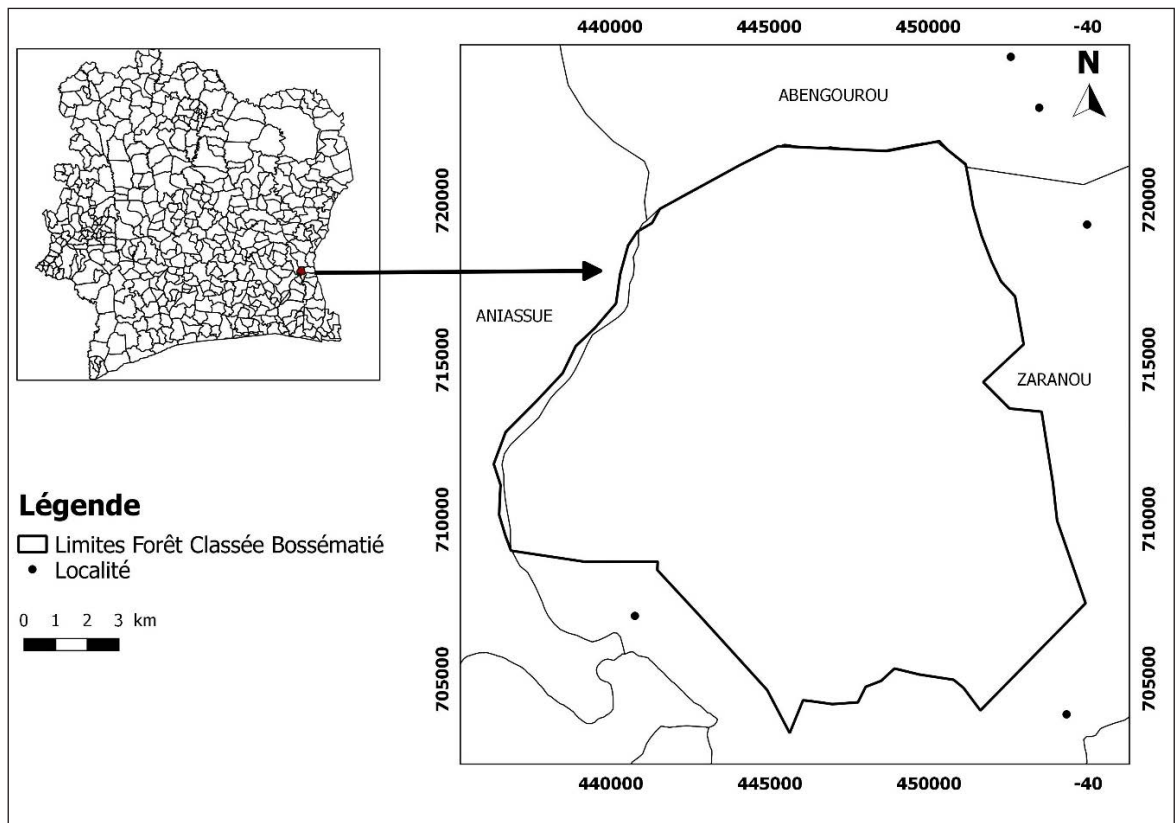 440000 445000 450000 -40
N
ABENGOUROU
720000 720000
ANIASSUE
715000 715000
ZARANOU
710000 710000
705000 705000
440000 445000 450000 -40
Légende
Limites Forêt Classée Bossématié
Localité
0 1 2 3 km